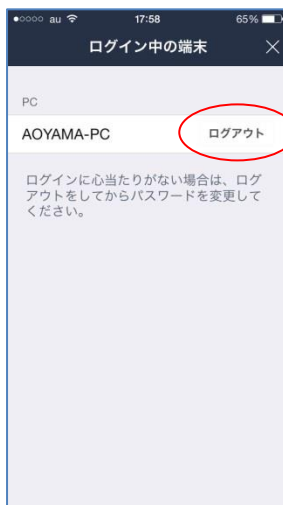 ●○○○○ au 17:58 65%
ログイン中の端末 ×
PC
AOYAMA-PC ログアウト
ログインに心当たりがない場合は、ログ
アウトをしてからパスワードを変更して
ください。